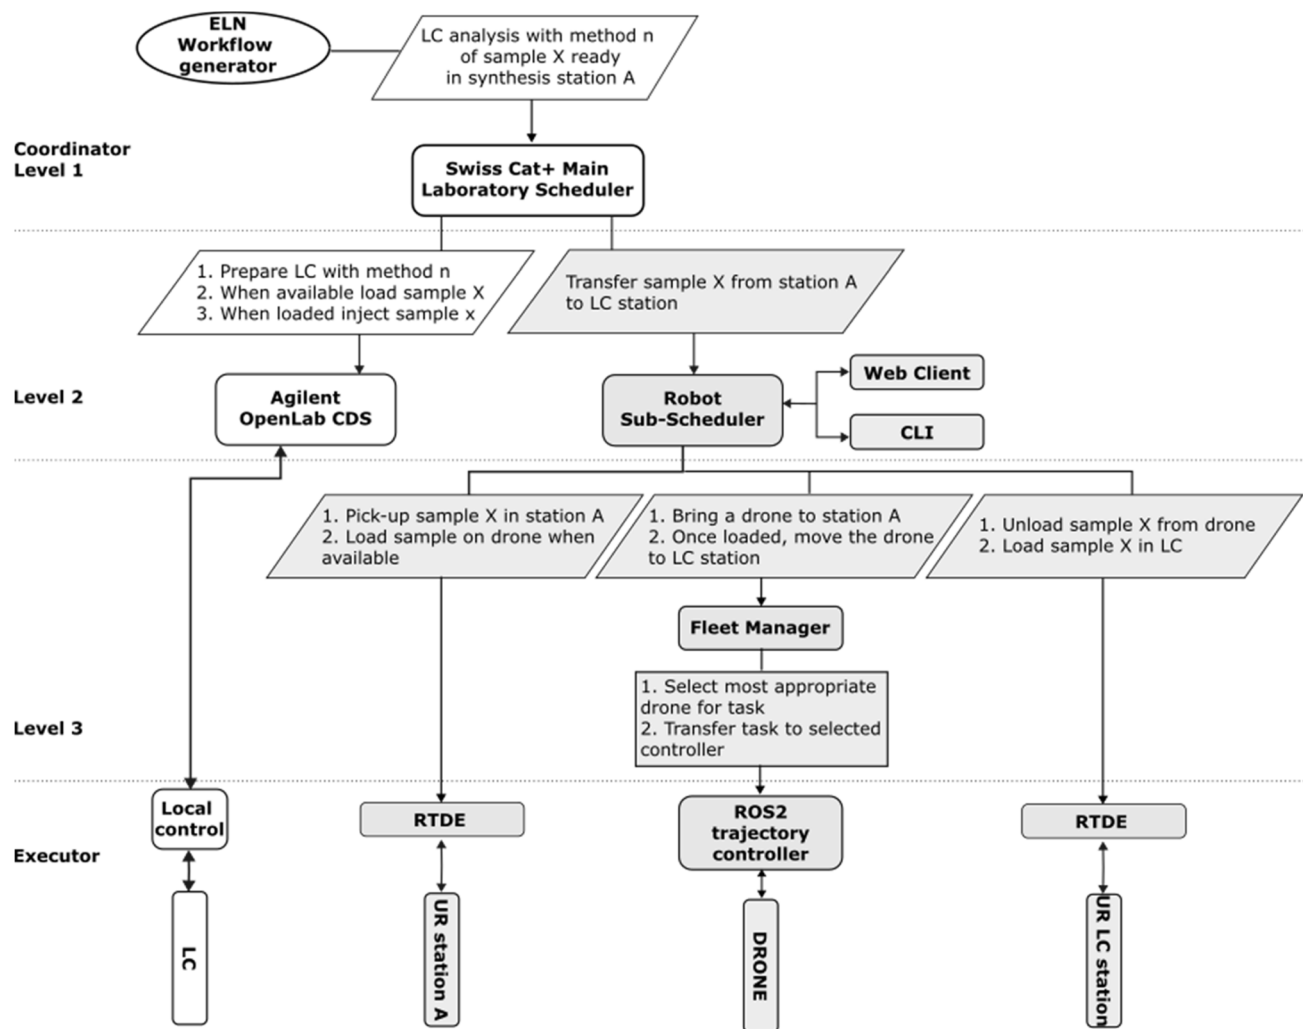 ELN
Workflow
generator
LC analysis with method n
of sample X ready
in synthesis station A
Coordinator
Level 1
Swiss Cat+ Main
Laboratory Scheduler
1. Prepare LC with method n
2. When available load sample X
3. When loaded inject sample x
Transfer sample X from station A
to LC station
Level 2
Agilent
OpenLab CDS
Robot
Sub-Scheduler
Web Client
CLI
1. Pick-up sample X in station A
2. Load sample on drone when
available
1. Bring a drone to station A
2. Once loaded, move the drone
to LC station
1. Unload sample X from drone
2. Load sample X in LC
Fleet Manager
1. Select most appropriate
drone for task
2. Transfer task to selected
controller
Level 3
Local
control
RTDE
ROS2
trajectory
controller
RTDE
Executor
LC
UR station A
DRONE
UR LC station